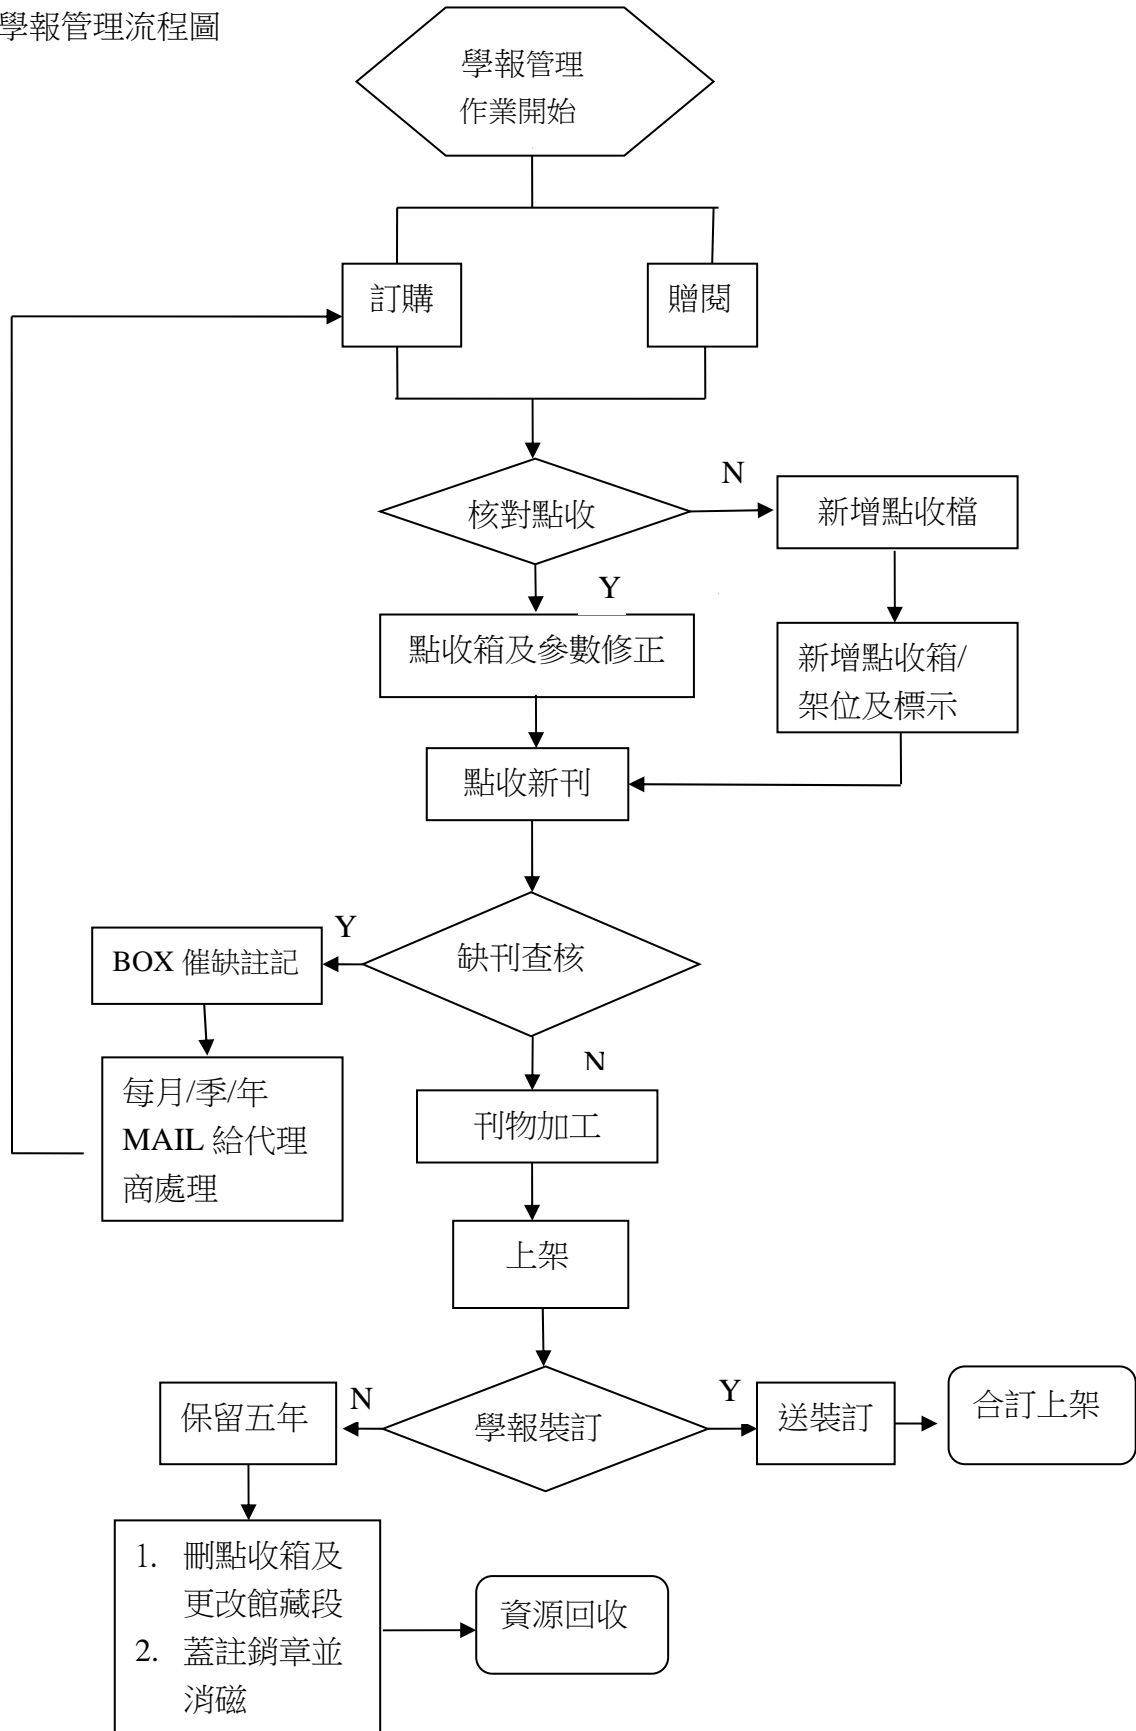 學報管理流程圖
學報管理
作業開始
訂購
贈閱
核對點收
N
新增點收檔
Y
點收箱及參數修正
新增點收箱/
架位及標示
點收新刊
Y
缺刊查核
BOX 催缺註記
N
每月/季/年
MAIL 給代理
商處理
刊物加工
上架
保留五年
N
學報裝訂
Y
送裝訂
合訂上架
1. 刪點收箱及
更改館藏段
2. 蓋註銷章並
消磁
資源回收